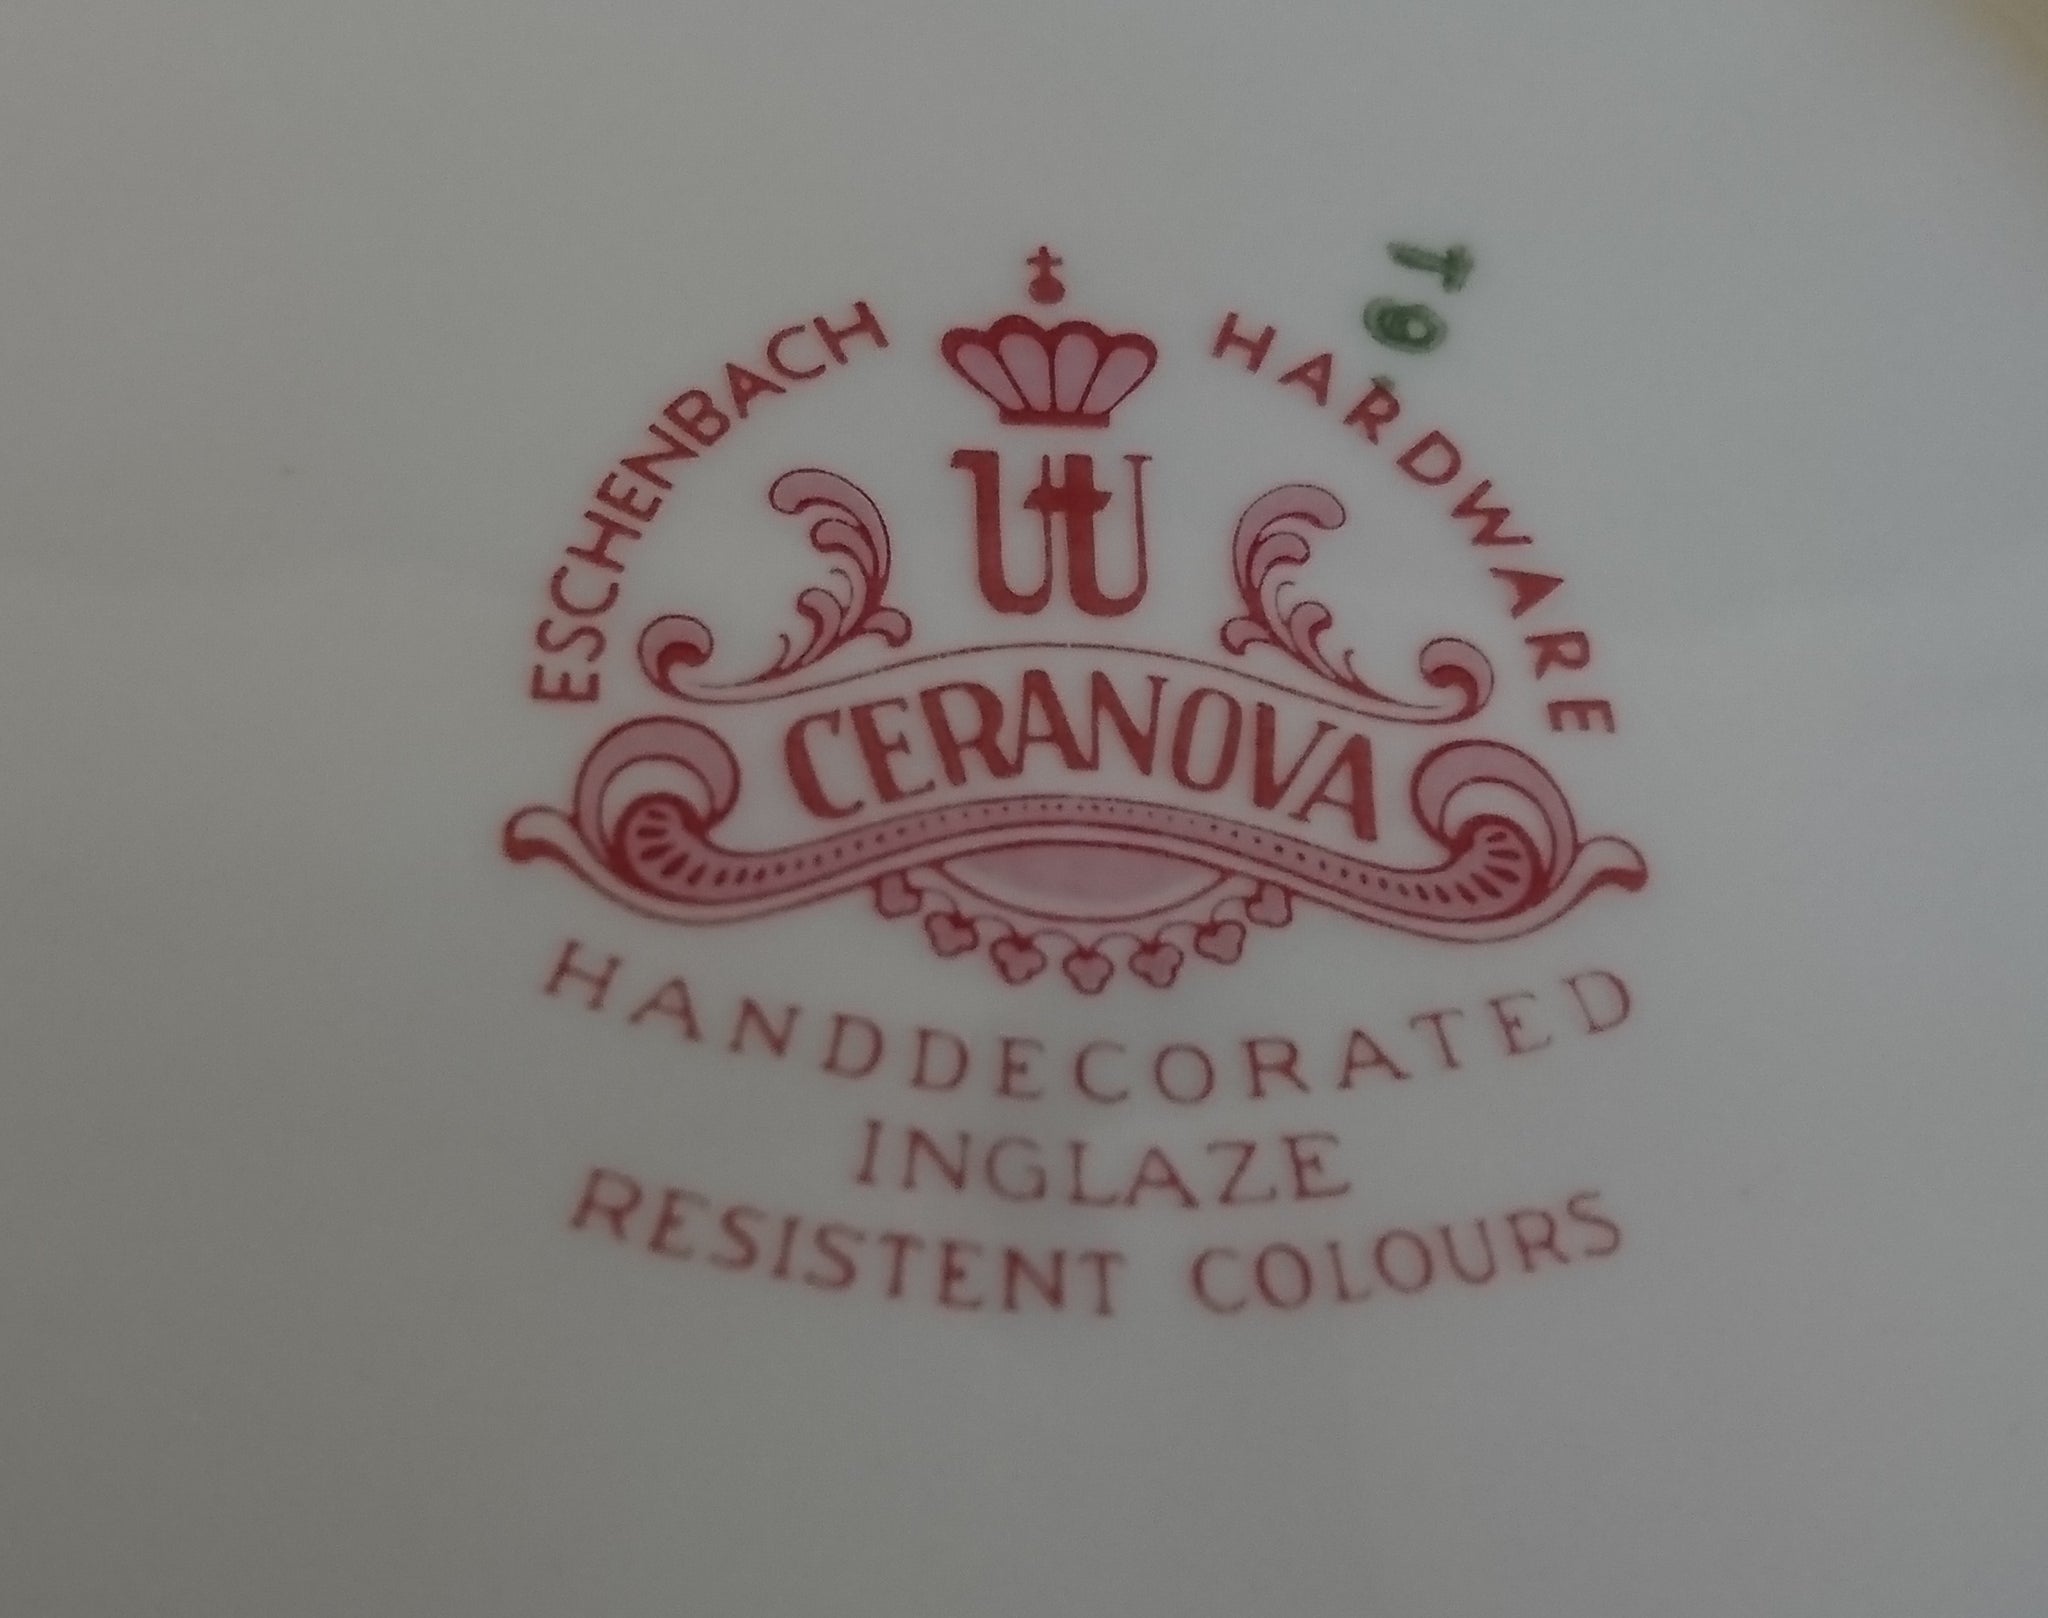 ESCHENBACH HARDWARE
CERANOVA
HANDDECORATED
INGLAZE
RESISTENT COLOURS